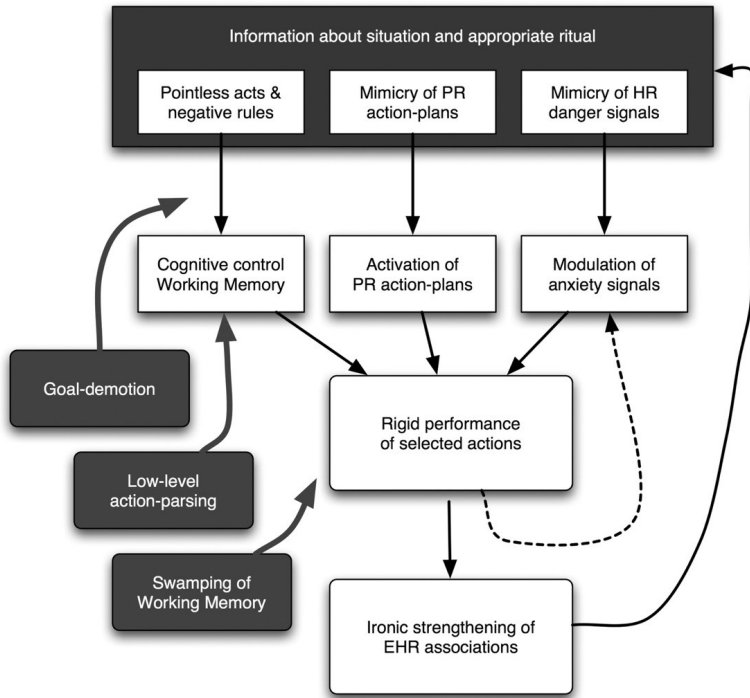 Information about situation and appropriate ritual
Pointless acts &
negative rules
Mimicry of PR
action-plans
Mimicry of HR
danger signals
Cognitive control
Working Memory
Activation of
PR action-plans
Modulation of
anxiety signals
Goal-demotion
Rigid performance
of selected actions
Low-level
action-parsing
Swamping of
Working Memory
Ironic strengthening of
EHR associations